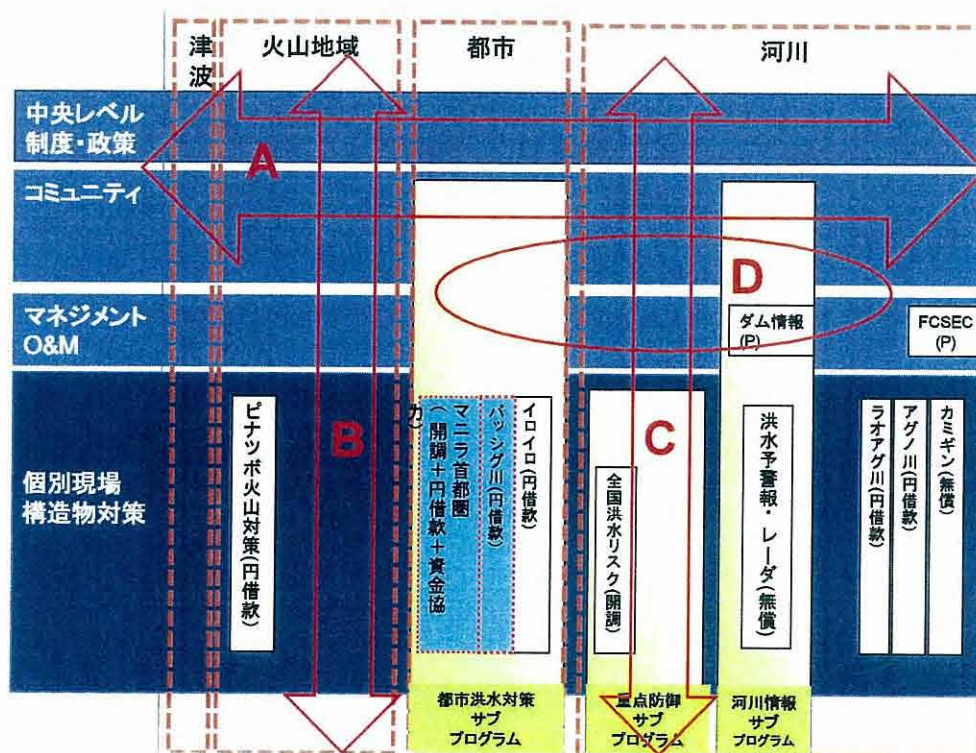 津
波
火山地域
都市
河川
中央レベル
制度・政策
A
コミュニティ
D
マネジメント
O&M
ダム情報
(P)
FCSEC
(P)
個別現場
構造物対策
B
C
ピナツボ火山対策(円借款)
マニラ首都圏
(開調+円借款+資金協
力)
パッシグ川(円借款)
イロイロ(円借款)
全国洪水リスク(開調)
洪水予警報・レーダ(無償)
ラオアグ川(円借款)
アグノ川(円借款)
カミギン(無償)
都市洪水対策
サブ
プログラム
重点防御
サブ
プログラム
河川情報
サブ
プログラム